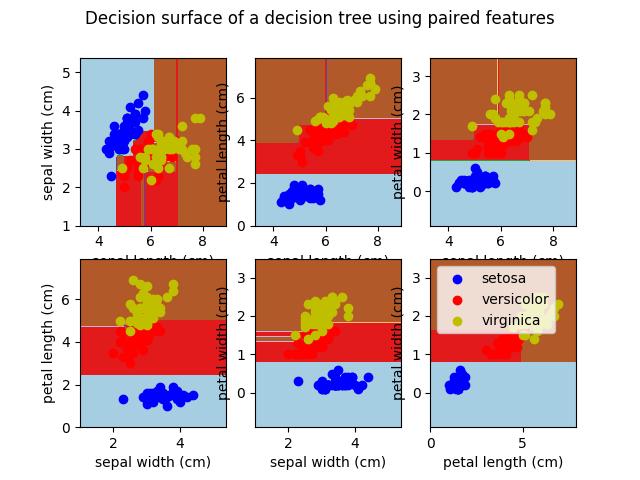 Decision surface of a decision tree using paired features
5
4
3
2
1
sepal width (cm)
4
6
8
sepal length (cm)
6
4
2
0
petal length (cm)
4
6
8
sepal length (cm)
3
2
1
0
petal width (cm)
4
6
8
sepal length (cm)
6
4
2
0
petal length (cm)
2
4
sepal width (cm)
3
2
1
0
petal width (cm)
2
4
sepal width (cm)
3
2
1
0
petal width (cm)
0
5
petal length (cm)
setosa
versicolor
virginica